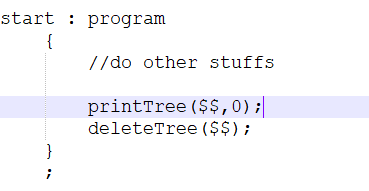 start : program
{
//do other stuffs
printTree($$,0);
deleteTree($$);
}
;